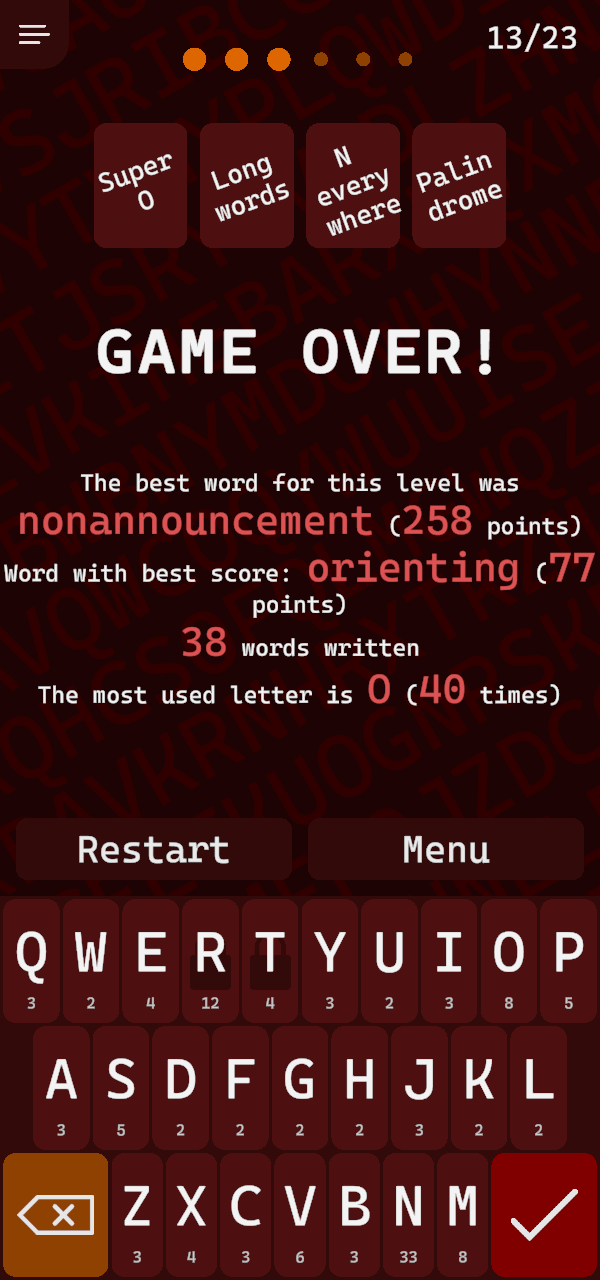 13/23
Super O
Long words
N every where
Palin drome
GAME OVER!
The best word for this level was
nonannouncement (258 points)
Word with best score: orienting (77
points)
38 words written
The most used letter is O (40 times)
Restart Menu
Q W E R T Y U I O P
3 2 4 12 4 3 2 3 8 5
A S D F G H J K L
3 5 2 2 2 2 3 2 2
Z X C V B N M
3 4 3 6 3 33 8